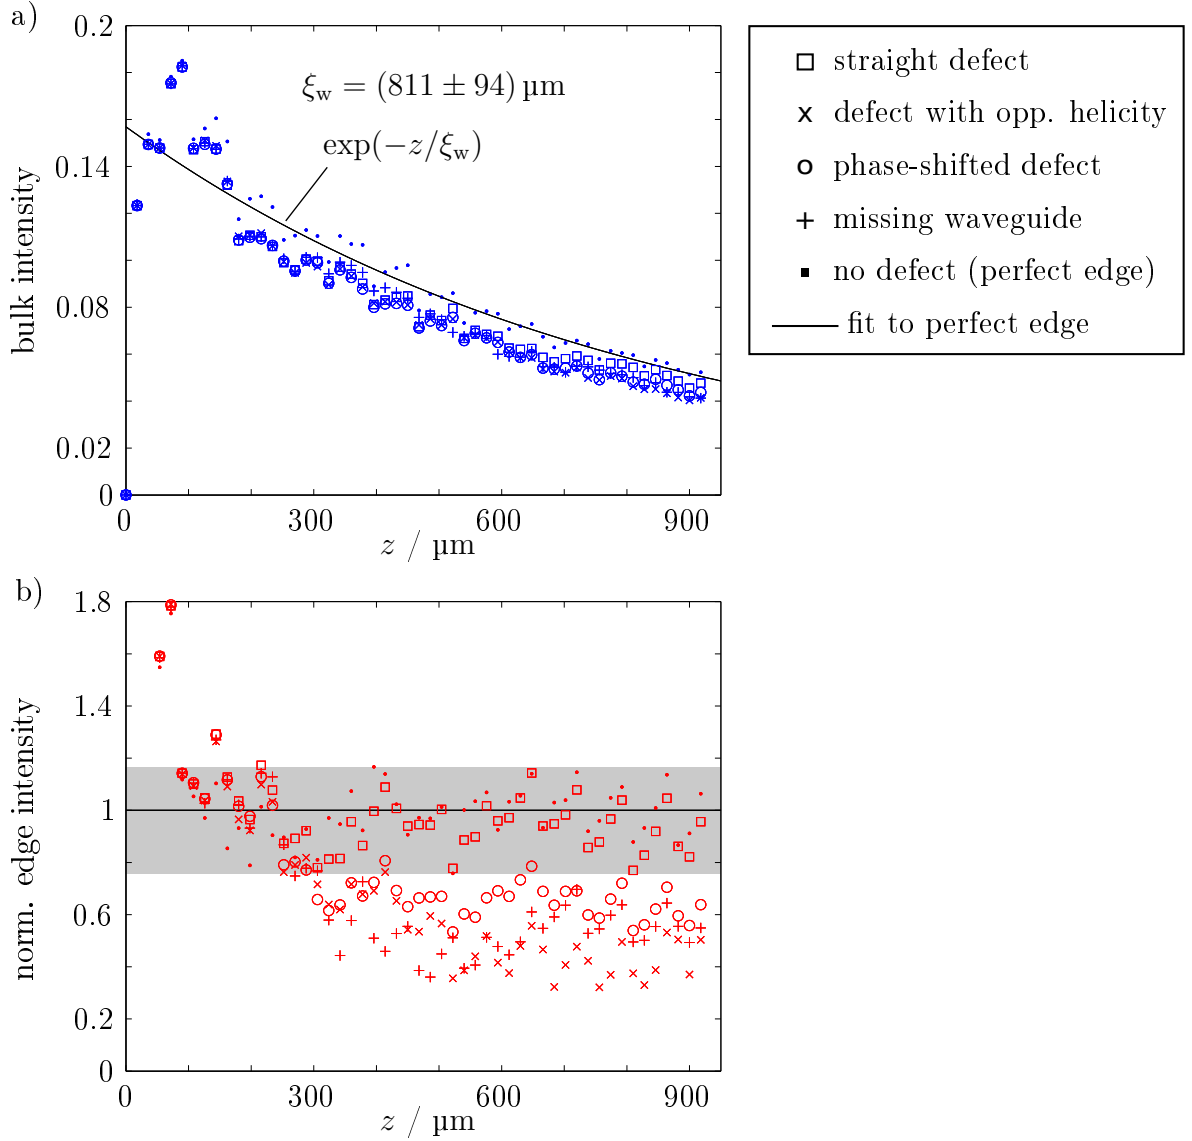 a)
0.2
0.14
0.08
0.02
0
bulk intensity
ξw = (811 ± 94) µm
exp(−z/ξw)
0
300
600
900
z / µm
straight defect
defect with opp. helicity
phase-shifted defect
missing waveguide
no defect (perfect edge)
fit to perfect edge
b)
1.8
1.4
1
0.6
0.2
0
norm. edge intensity
0
300
600
900
z / µm